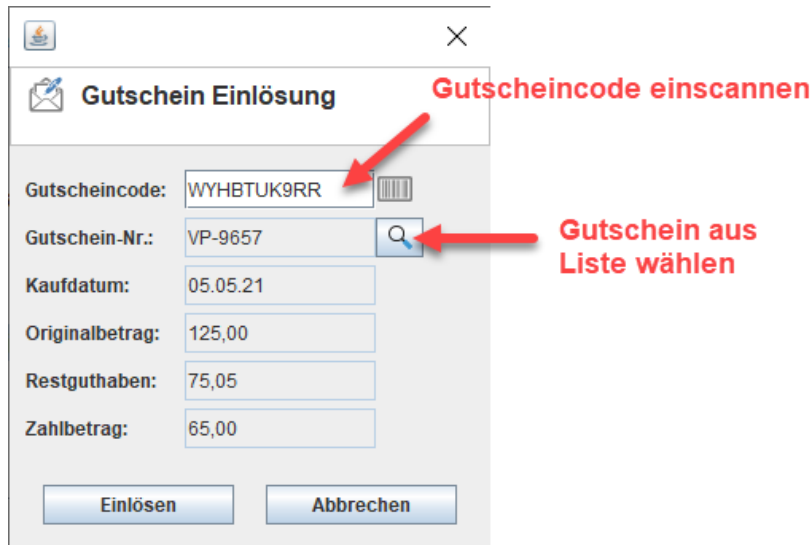 Gutschein Einlösung
Gutscheincode einscannen
Gutscheincode: WYHBTUK9RR
Gutschein-Nr.: VP-9657
Gutschein aus
Liste wählen
Kaufdatum: 05.05.21
Originalbetrag: 125,00
Restguthaben: 75,05
Zahlbetrag: 65,00
Einlösen Abbrechen